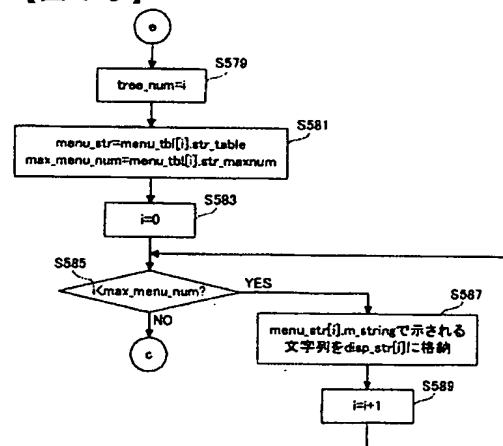 e
S579
tree_num=i
S581
menu_str=menu_tbl[i].str_table
max_menu_num=menu_tbl[i].str_maxnum
S583
i=0
S585
i<max_menu_num?
YES
NO
c
S587
menu_str[i].m_stringで示される
文字列をdisp_str[i]に格納
S589
i=i+1